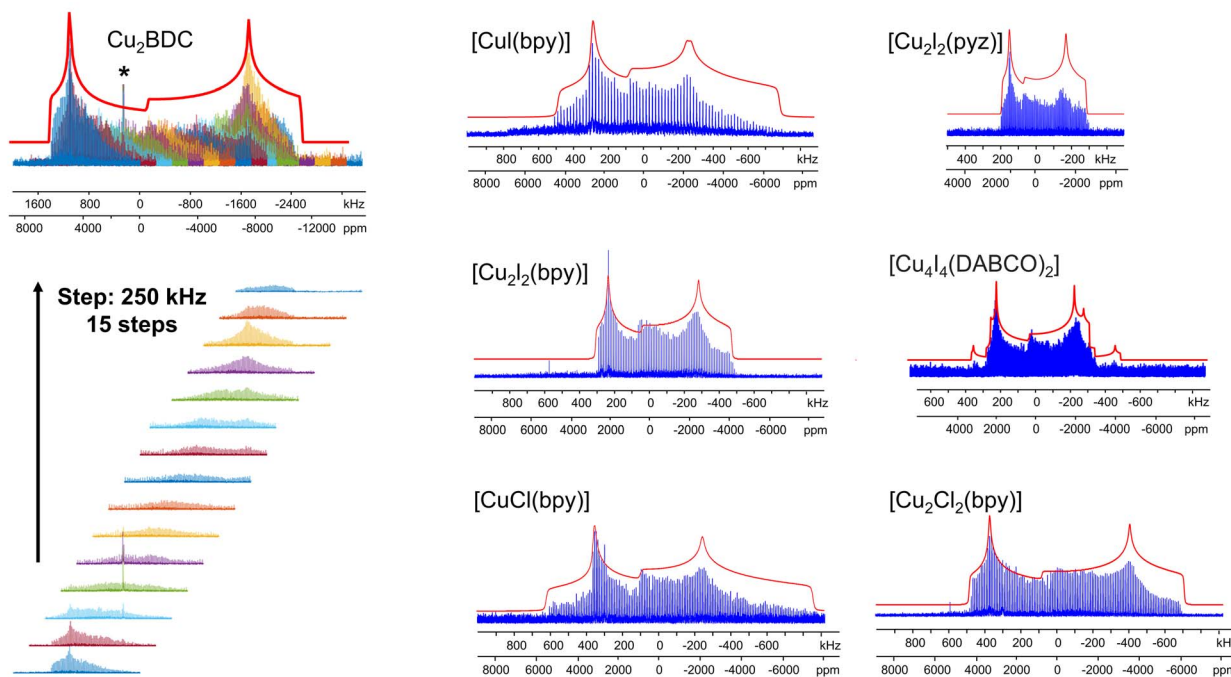 Cu₂BDC
*
1600 800 0 -800 -1600 -2400 kHz
8000 4000 0 -4000 -8000 -12000 ppm
Step: 250 kHz
15 steps
[CuI(bpy)]
800 600 400 200 0 -200 -400 -600 kHz
8000 6000 4000 2000 0 -2000 -4000 -6000 ppm
[Cu₂I₂(pyz)]
400 200 0 -200 kHz
4000 2000 0 -2000 ppm
[Cu₂I₂(bpy)]
800 600 400 200 0 -200 -400 -600 kHz
8000 6000 4000 2000 0 -2000 -4000 -6000 ppm
[Cu₄I₄(DABCO)₂]
600 400 200 0 -200 -400 -600 kHz
4000 2000 0 -2000 -4000 -6000 ppm
[CuCl(bpy)]
800 600 400 200 0 -200 -400 -600 kHz
8000 6000 4000 2000 0 -2000 -4000 -6000 ppm
[Cu₂Cl₂(bpy)]
800 600 400 200 0 -200 -400 -600 kH
8000 6000 4000 2000 0 -2000 -4000 -6000 ppm